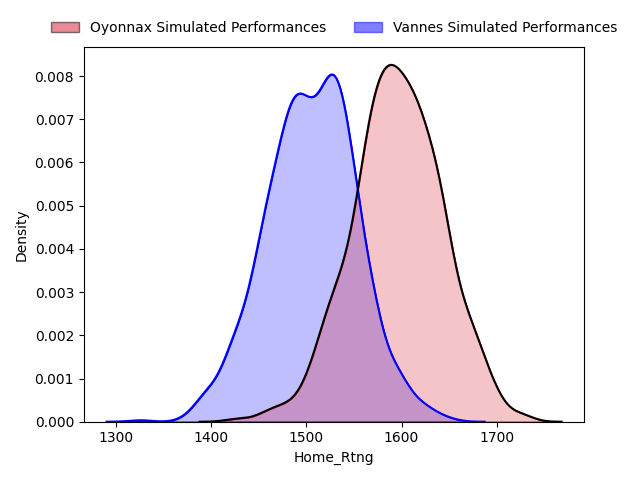 Oyonnax Simulated Performances Vannes Simulated Performances
0.008
0.007
0.006
0.005
0.004
0.003
0.002
0.001
0.000
Density
1300 1400 1500 1600 1700
Home_Rtng